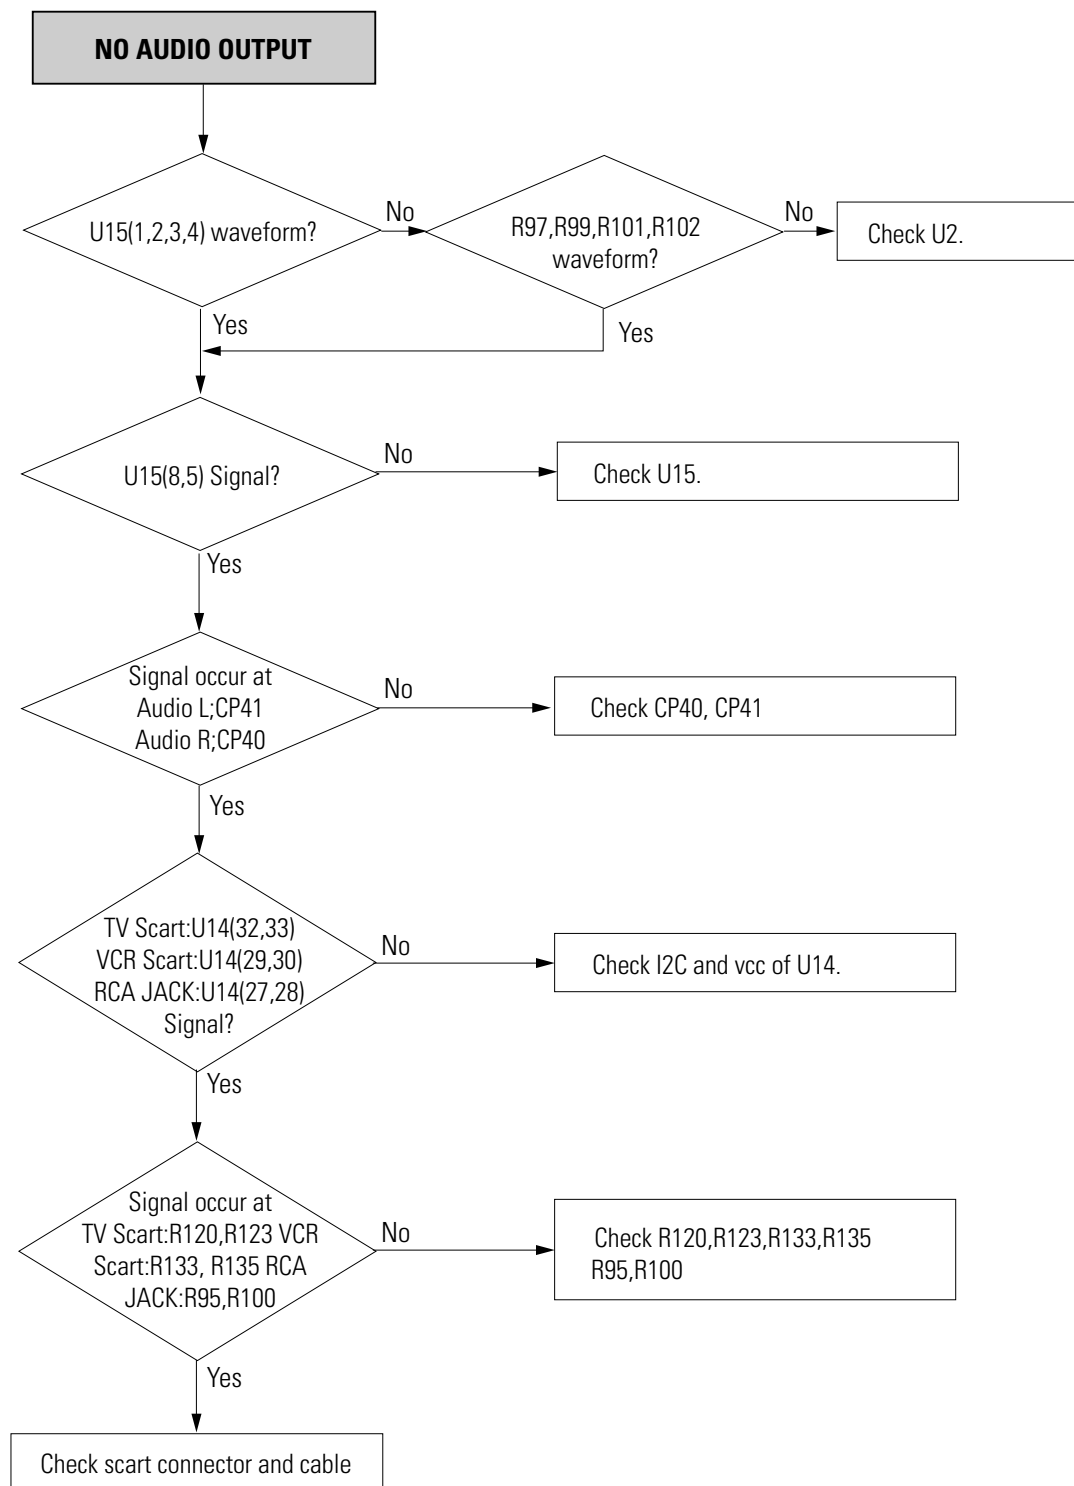 NO AUDIO OUTPUT
U15(1,2,3,4) waveform?
No
R97,R99,R101,R102
waveform?
No
Check U2.
Yes
Yes
U15(8,5) Signal?
No
Check U15.
Yes
Signal occur at
Audio L;CP41
Audio R;CP40
No
Check CP40, CP41
Yes
TV Scart:U14(32,33)
VCR Scart:U14(29,30)
RCA JACK:U14(27,28)
Signal?
No
Check I2C and vcc of U14.
Yes
Signal occur at
TV Scart:R120,R123 VCR
Scart:R133, R135 RCA
JACK:R95,R100
No
Check R120,R123,R133,R135
R95,R100
Yes
Check scart connector and cable